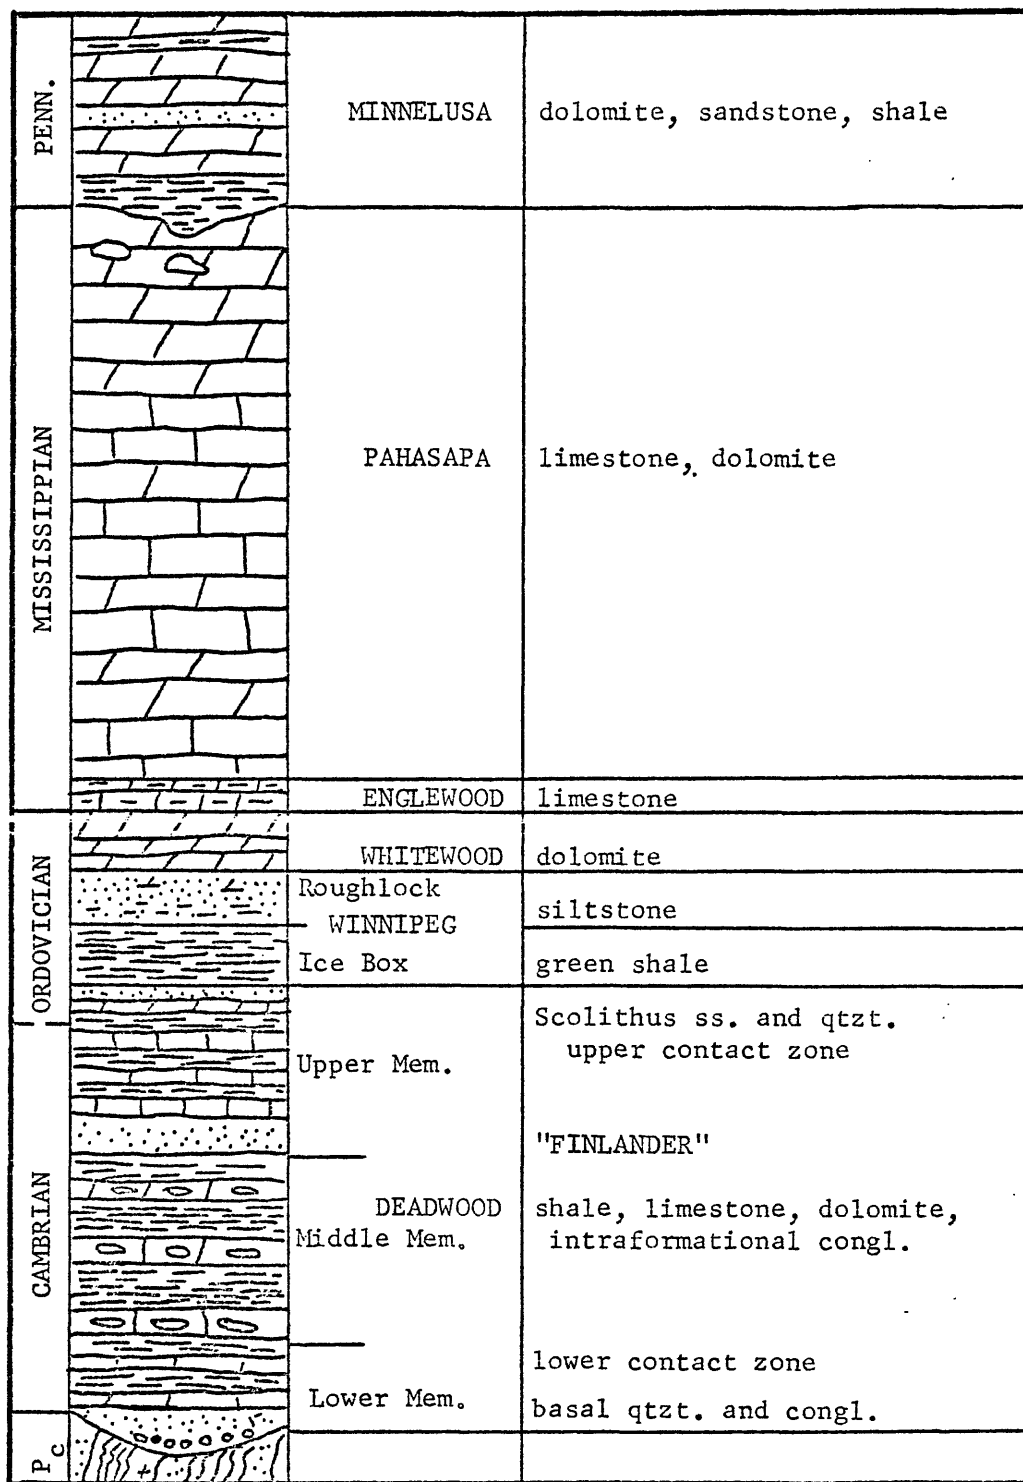 PENN.
MINNELUSA
dolomite, sandstone, shale
MISSISSIPPIAN
PAHASAPA
limestone, dolomite
ENGLEWOOD
limestone
ORDOVICIAN
WHITEWOOD
dolomite
Roughlock
WINNIPEG
siltstone
Ice Box
green shale
CAMBRIAN
Scolithus ss. and qtzt.
upper contact zone
Upper Mem.
"FINLANDER"
DEADWOOD
Middle Mem.
shale, limestone, dolomite,
intraformational congl.
lower contact zone
Lower Mem.
basal qtzt. and congl.
Pc